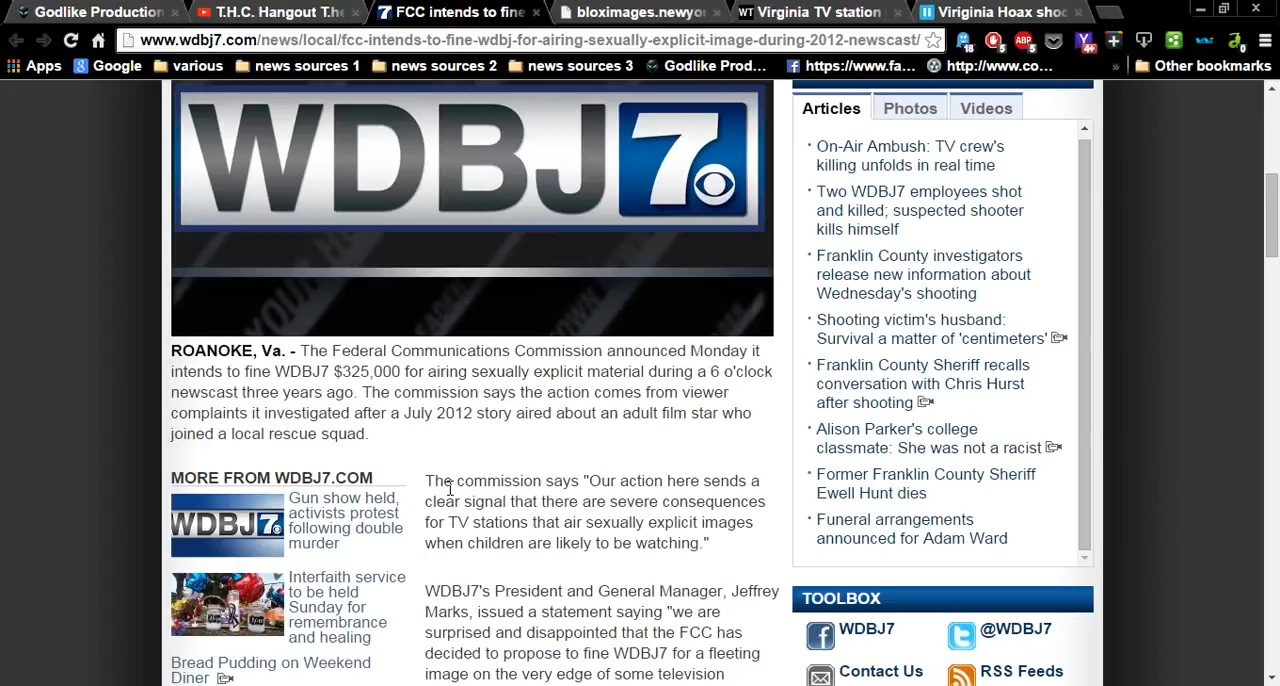 Godlike Production
T.H.C. Hangout T.h
FCC intends to fine
bloximages.newyo
Virginia TV station
Viriginia Hoax sho
www.wdbj7.com/news/local/fcc-intends-to-fine-wdbj-for-airing-sexually-explicit-image-during-2012-newscast/
18
5
5
4+
0
Apps
Google
various
news sources 1
news sources 2
news sources 3
Godlike Prod...
https://www.fa...
http://www.co...
»
Other bookmarks
WDBJ 7
ROANOKE, Va. - The Federal Communications Commission announced Monday it
intends to fine WDBJ7 $325,000 for airing sexually explicit material during a 6 o'clock
newscast three years ago. The commission says the action comes from viewer
complaints it investigated after a July 2012 story aired about an adult film star who
joined a local rescue squad.
MORE FROM WDBJ7.COM
WDBJ 7
Gun show held,
activists protest
following double
murder
Interfaith service
to be held
Sunday for
remembrance
and healing
Bread Pudding on Weekend
Diner
The commission says "Our action here sends a
clear signal that there are severe consequences
for TV stations that air sexually explicit images
when children are likely to be watching."
WDBJ7's President and General Manager, Jeffrey
Marks, issued a statement saying "we are
surprised and disappointed that the FCC has
decided to propose to fine WDBJ7 for a fleeting
image on the very edge of some television
Articles
Photos
Videos
· On-Air Ambush: TV crew's
killing unfolds in real time
· Two WDBJ7 employees shot
and killed; suspected shooter
kills himself
· Franklin County investigators
release new information about
Wednesday's shooting
· Shooting victim's husband:
Survival a matter of 'centimeters'
· Franklin County Sheriff recalls
conversation with Chris Hurst
after shooting
· Alison Parker's college
classmate: She was not a racist
· Former Franklin County Sheriff
Ewell Hunt dies
· Funeral arrangements
announced for Adam Ward
TOOLBOX
WDBJ7
@WDBJ7
Contact Us
RSS Feeds